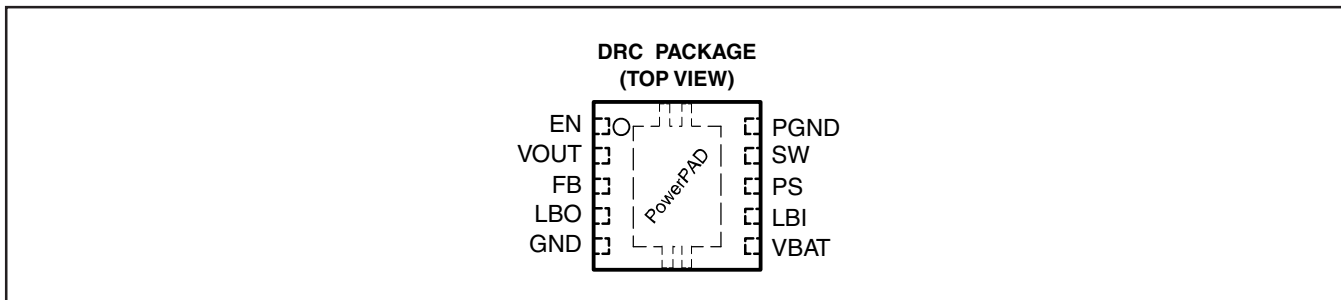 DRC PACKAGE
(TOP VIEW)
EN
VOUT
FB
LBO
GND
PowerPAD
PGND
SW
PS
LBI
VBAT